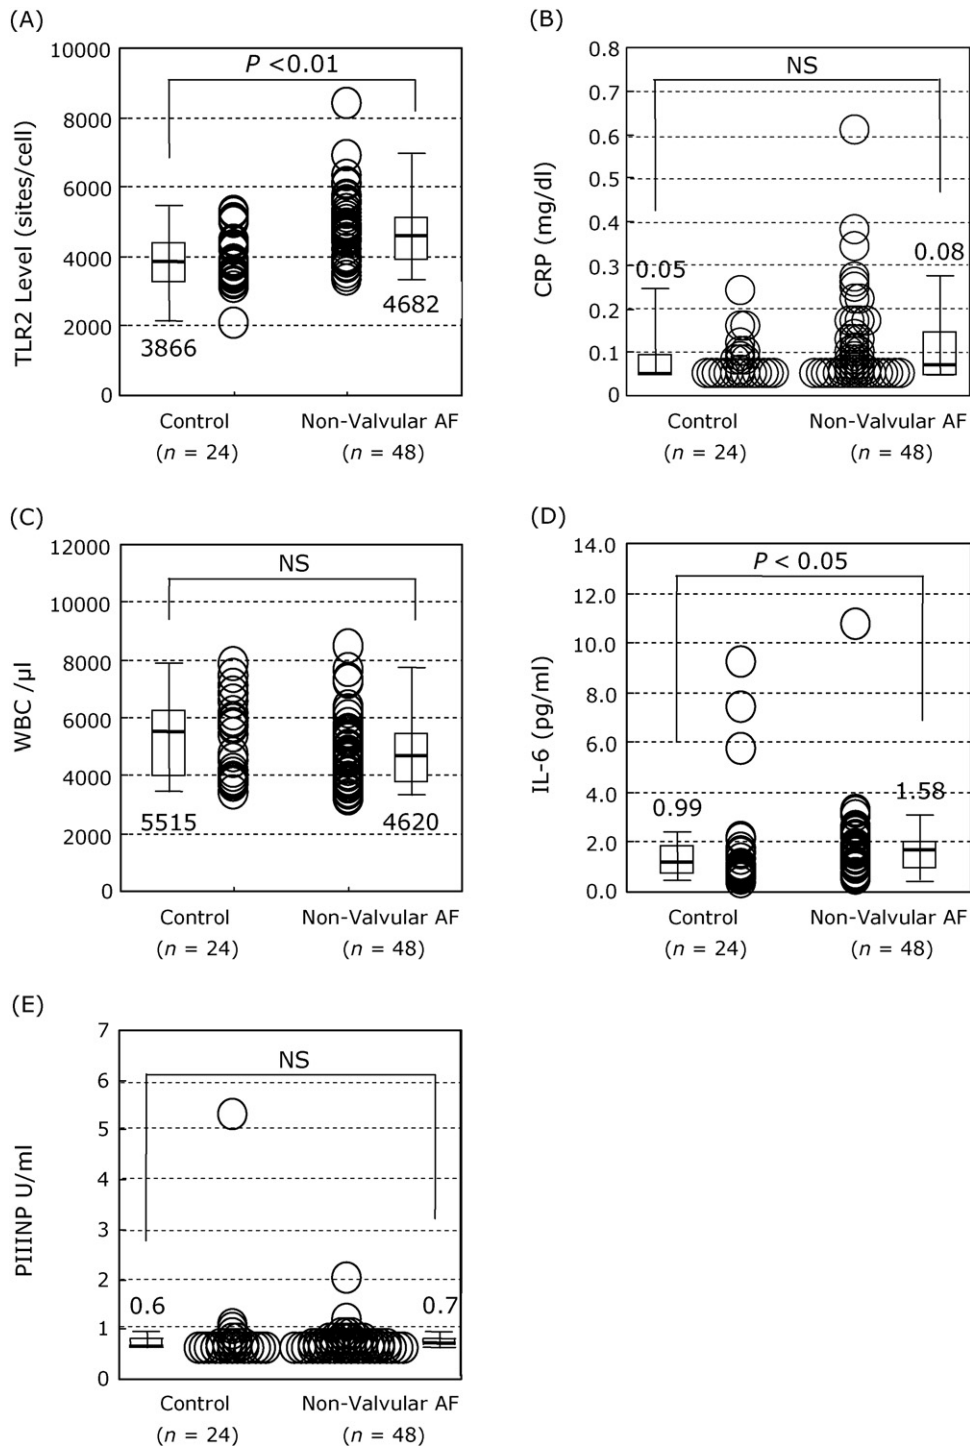 (A)
10000
8000
6000
4000
2000
0
TLR2 Level (sites/cell)
P <0.01
3866
4682
Control
Non-Valvular AF
(n = 24)
(n = 48)
(B)
0.8
0.7
0.6
0.5
0.4
0.3
0.2
0.1
0
CRP (mg/dl)
NS
0.05
0.08
Control
Non-Valvular AF
(n = 24)
(n = 48)
(C)
12000
10000
8000
6000
4000
2000
0
WBC /µl
NS
5515
4620
Control
Non-Valvular AF
(n = 24)
(n = 48)
(D)
14.0
12.0
10.0
8.0
6.0
4.0
2.0
0.0
IL-6 (pg/ml)
P < 0.05
0.99
1.58
Control
Non-Valvular AF
(n = 24)
(n = 48)
(E)
7
6
5
4
3
2
1
0
PIIINP U/ml
NS
0.6
0.7
Control
Non-Valvular AF
(n = 24)
(n = 48)